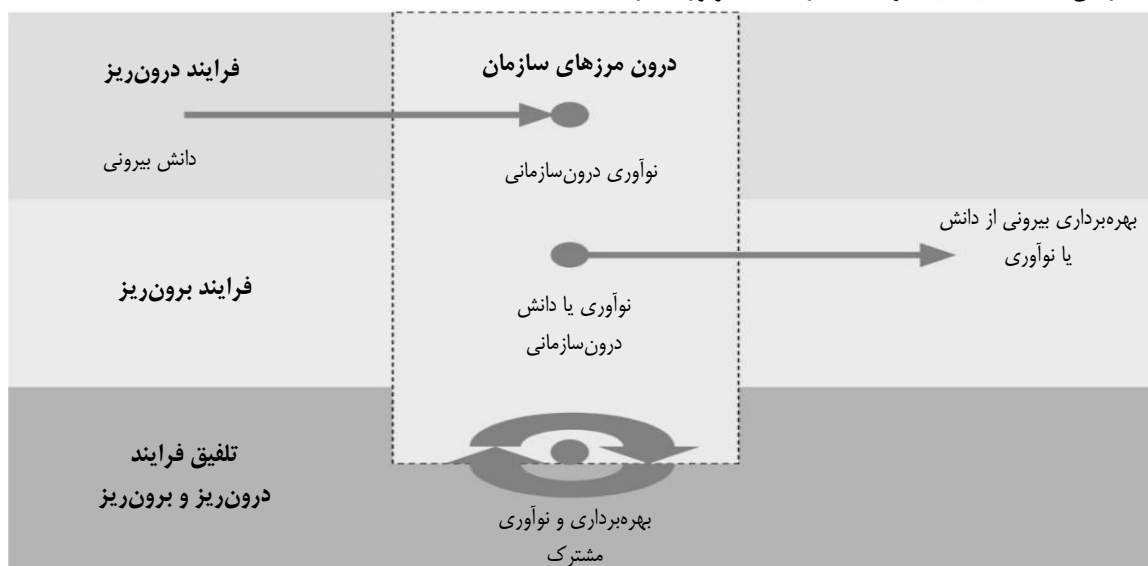 فرایند درون‌ریز
درون مرزهای سازمان
دانش بیرونی
نوآوری درون‌سازمانی
بهره‌برداری بیرونی از دانش
یا نوآوری
فرایند برون‌ریز
نوآوری یا دانش
درون‌سازمانی
تلفیق فرایند
درون‌ریز و برون‌ریز
بهره‌برداری و نوآوری
مشترک